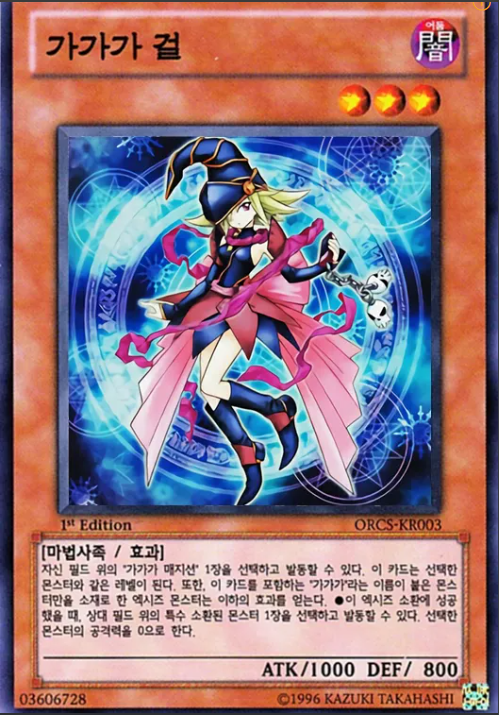 가가가 걸
어둠
闇
1st Edition
ORCS-KR003
[마법사족 / 효과]
자신 필드 위의 "가가가 매지션" 1장을 선택하고 발동할 수 있다. 이 카드는 선택한
몬스터와 같은 레벨이 된다. 또한, 이 카드를 포함하는 "가가가"라는 이름이 붙은 몬스
터만을 소재로 한 엑시즈 몬스터는 이하의 효과를 얻는다. ●이 엑시즈 소환에 성공
했을 때, 상대 필드 위의 특수 소환된 몬스터 1장을 선택하고 발동할 수 있다. 선택한
몬스터의 공격력을 0으로 한다.
ATK/1000 DEF/ 800
03606728
©1996 KAZUKI TAKAHASHI